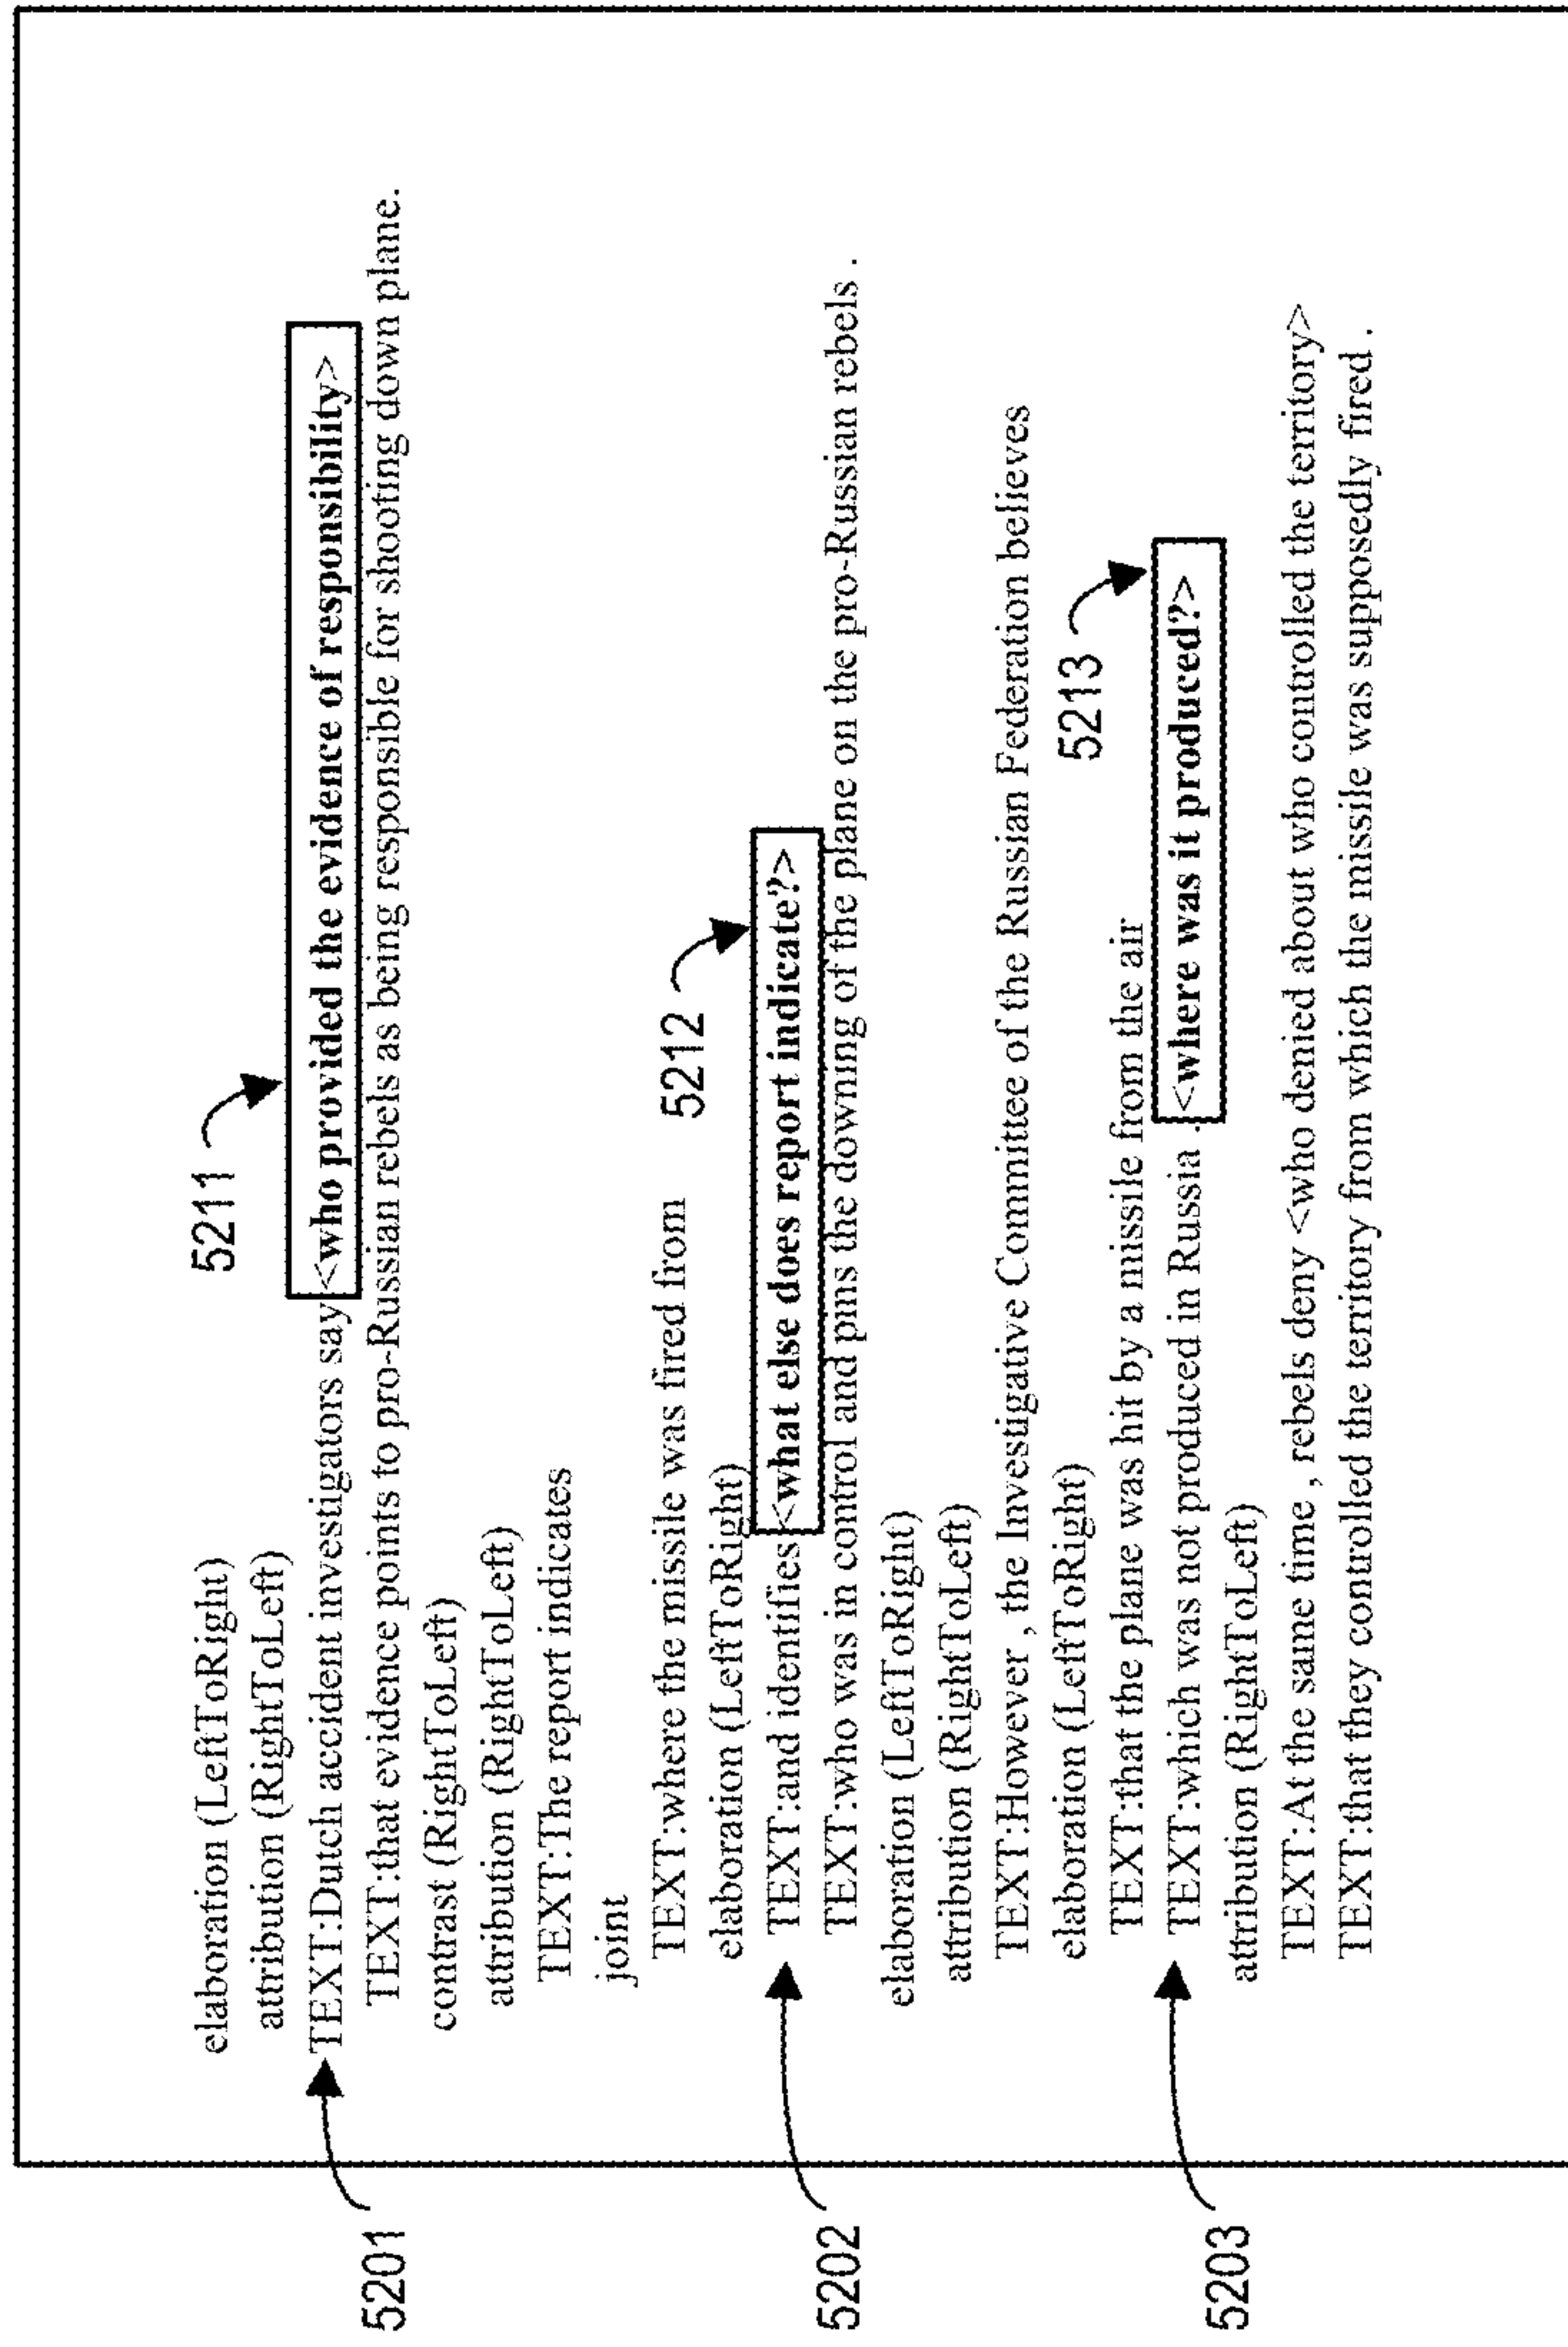 5211
elaboration (LeftToRight)
attribution (RightToLeft)
5201
TEXT:Dutch accident investigators say <who provided the evidence of responsibility>
TEXT:that evidence points to pro-Russian rebels as being responsible for shooting down plane.
contrast (RightToLeft)
attribution (RightToLeft)
TEXT:The report indicates
joint
5212
TEXT:where the missile was fired from
elaboration (LeftToRight)
5202
TEXT:and identifies <what else does report indicate?>
TEXT:who was in control and pins the downing of the plane on the pro-Russian rebels .
elaboration (LeftToRight)
attribution (RightToLeft)
TEXT:However , the Investigative Committee of the Russian Federation believes
elaboration (LeftToRight)
5213
TEXT:that the plane was hit by a missile from the air
5203
TEXT:which was not produced in Russia . <where was it produced?>
attribution (RightToLeft)
TEXT:At the same time , rebels deny <who denied about who controlled the territory>
TEXT:that they controlled the territory from which the missile was supposedly fired .